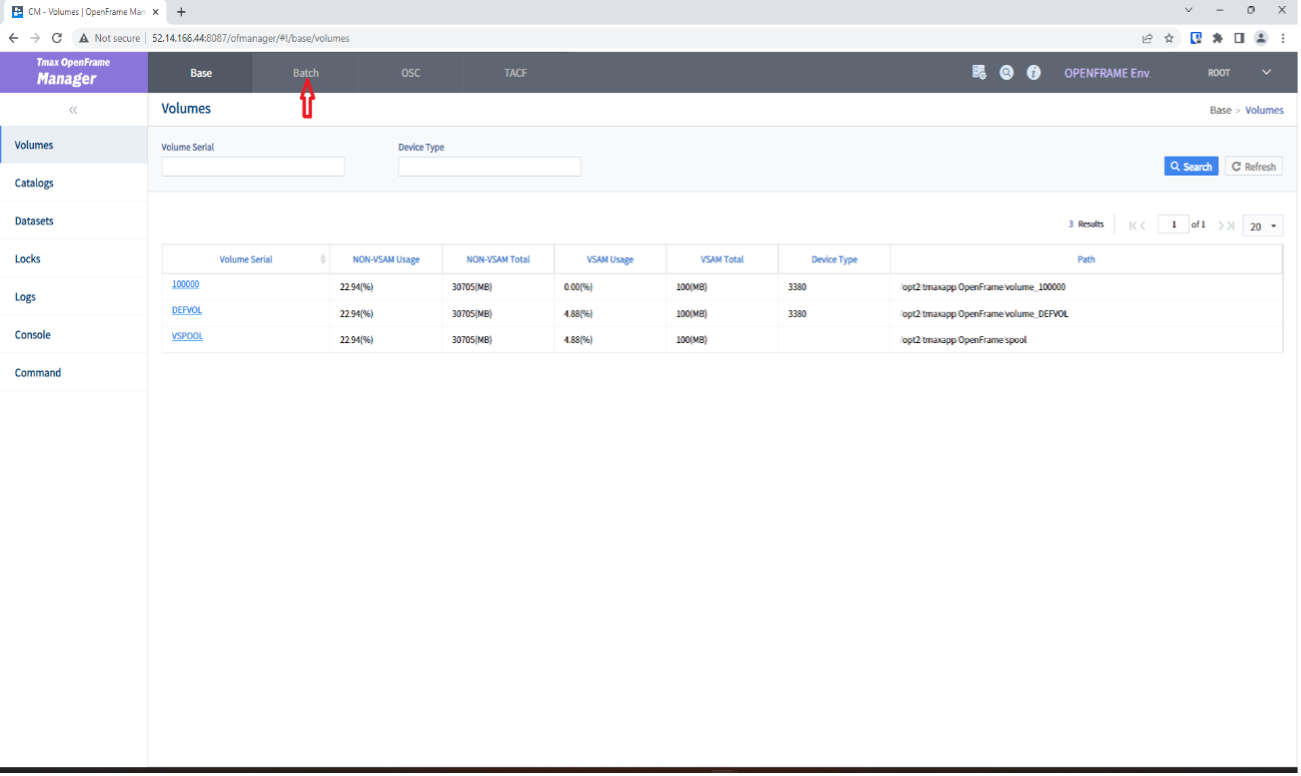 CM - Volumes | OpenFrame Man
Not secure | 52.14.166.44:8087/ofmanager/#!/base/volumes
Tmax OpenFrame
Manager
Base Batch OSC TACF OPENFRAME Env. ROOT
Volumes Base > Volumes
Volumes
Catalogs
Datasets
Locks
Logs
Console
Command
Volume Serial Device Type
Search Refresh
3 Results 1 of 1 20
Volume Serial NON-VSAM Usage NON-VSAM Total VSAM Usage VSAM Total Device Type Path
100000 22.94(%) 30705(MB) 0.00(%) 100(MB) 3380 /opt2/tmaxapp/OpenFrame/volume_100000
DEFVOL 22.94(%) 30705(MB) 4.88(%) 100(MB) 3380 /opt2/tmaxapp/OpenFrame/volume_DEFVOL
VSPOOL 22.94(%) 30705(MB) 4.88(%) 100(MB) /opt2/tmaxapp/OpenFrame/spool